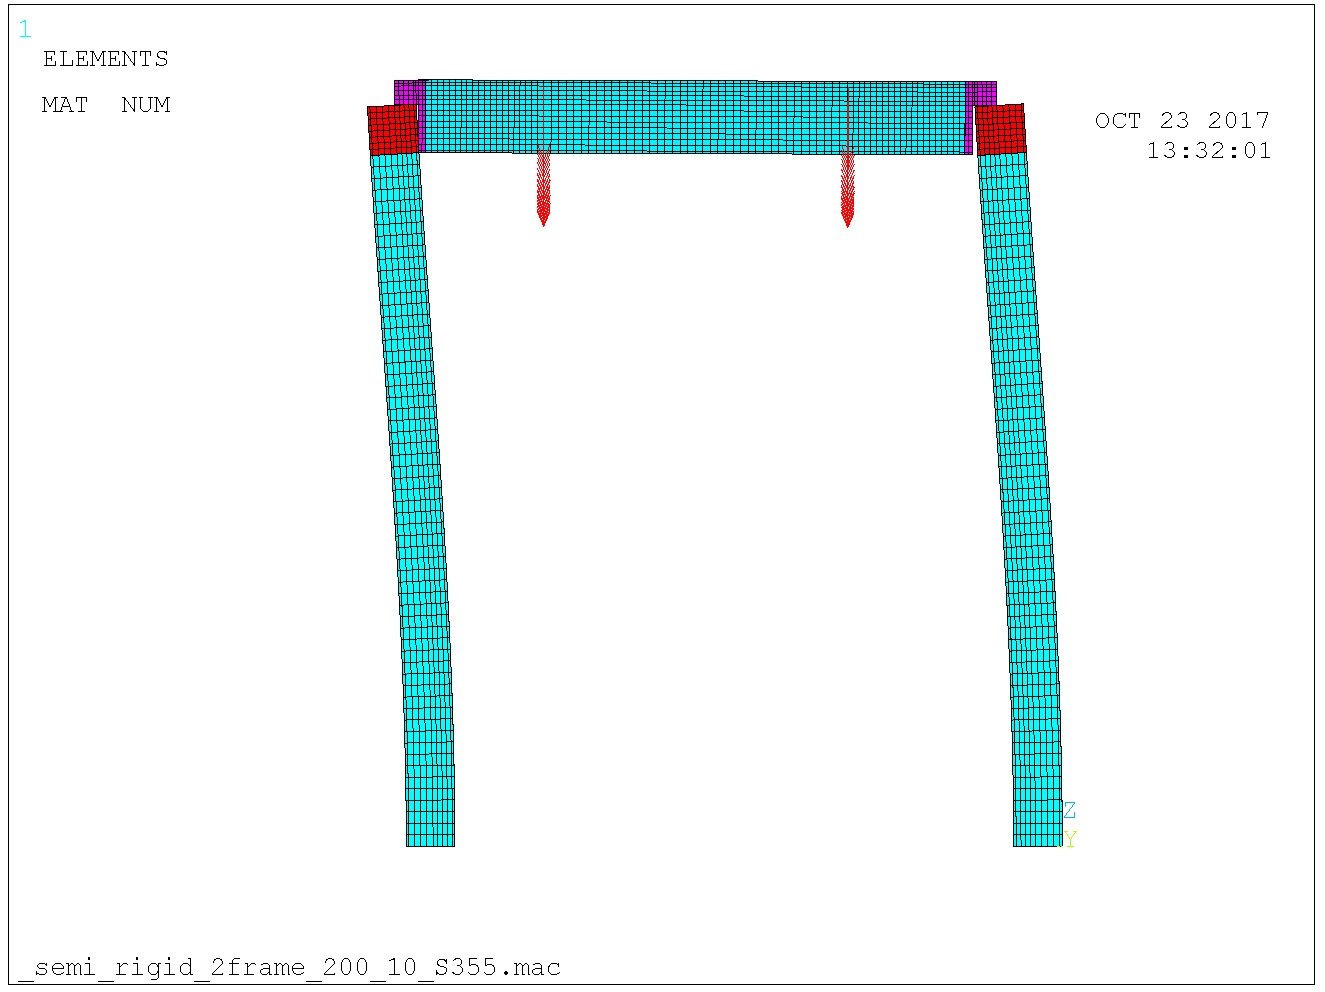 1
ELEMENTS
MAT NUM
OCT 23 2017
13:32:01
Z
Y
_semi_rigid_2frame_200_10_S355.mac